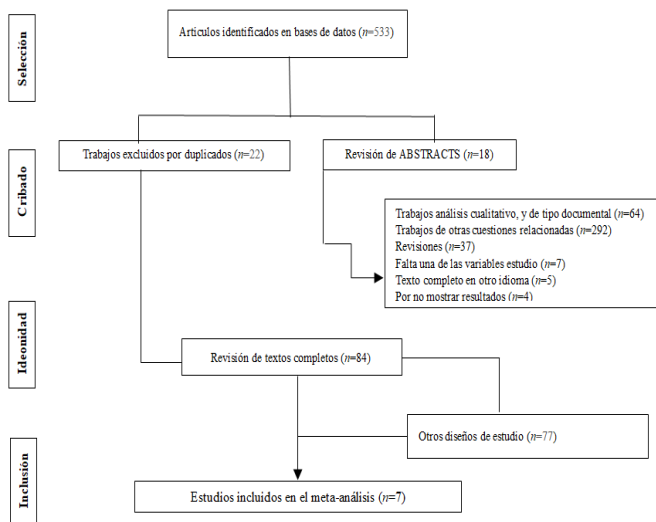 Selección
Artículos identificados en bases de datos (n=533)
Cribado
Trabajos excluidos por duplicados (n=22)
Revisión de ABSTRACTS (n=18)
Trabajos análisis cualitativo, y de tipo documental (n=64)
Trabajos de otras cuestiones relacionadas (n=292)
Revisiones (n=37)
Falta una de las variables estudio (n=7)
Texto completo en otro idioma (n=5)
Por no mostrar resultados (n=4)
Ideonidad
Revisión de textos completos (n=84)
Otros diseños de estudio (n=77)
Inclusión
Estudios incluidos en el meta-análisis (n=7)